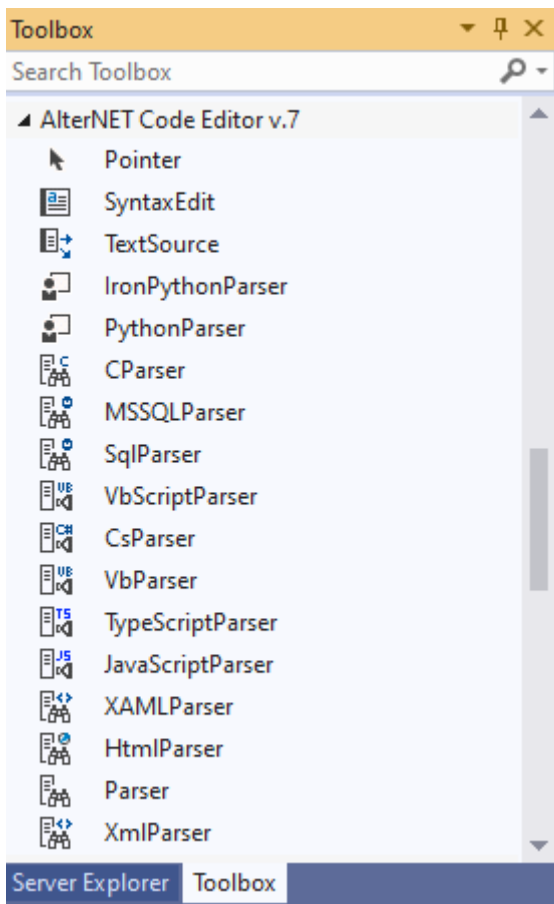 Toolbox
Search Toolbox
AlterNET Code Editor v.7
Pointer
SyntaxEdit
TextSource
IronPythonParser
PythonParser
CParser
MSSQLParser
SqlParser
VbScriptParser
CsParser
VbParser
TypeScriptParser
JavaScriptParser
XAMLParser
HtmlParser
Parser
XmlParser
Server Explorer Toolbox